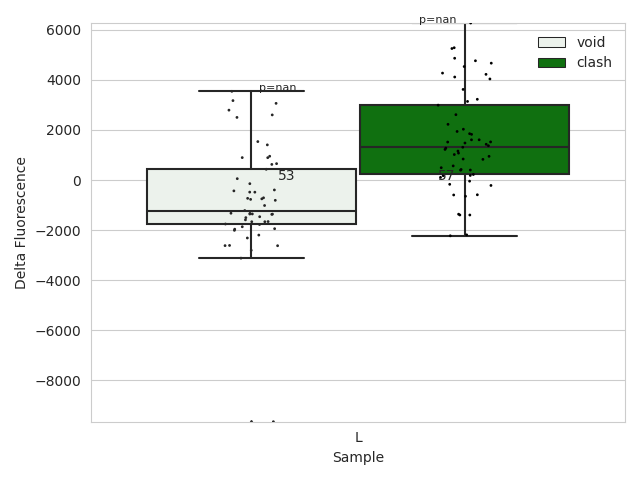 p=nan
6000
void
clash
4000
p=nan
2000
53
57
0
−2000
−4000
−6000
−8000
Delta Fluorescence
L
Sample